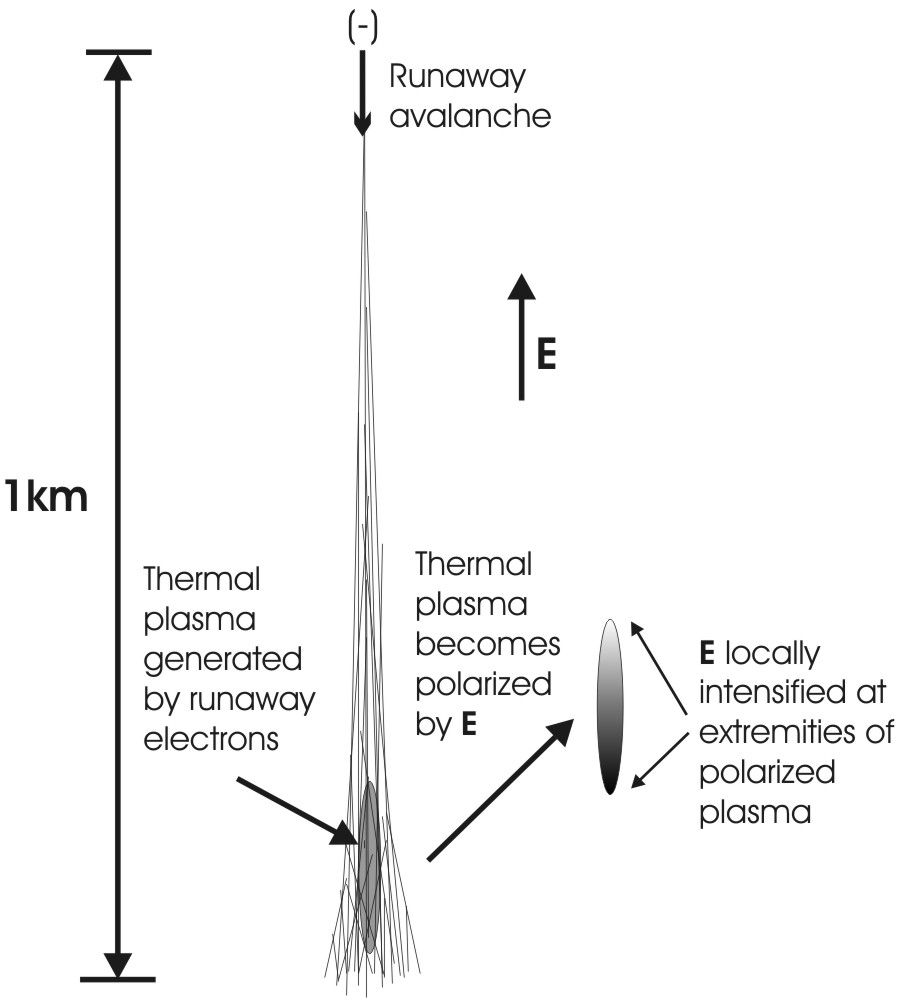 (-)
Runaway
avalanche
E
1km
Thermal
plasma
generated
by runaway
electrons
Thermal
plasma
becomes
polarized
by E
E locally
intensified at
extremities of
polarized
plasma